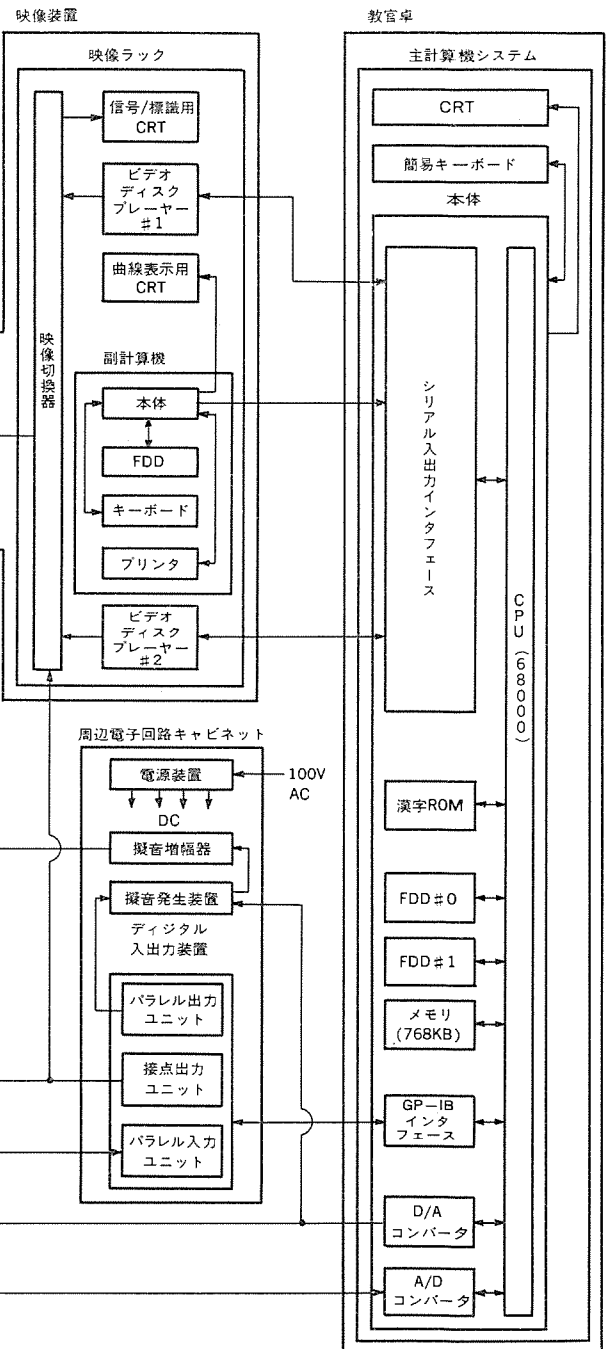 映像装置
映像ラック
信号/標識用
CRT
ビデオ
ディスク
プレーヤー
#1
曲線表示用
CRT
映像切換器
副計算機
本体
FDD
キーボード
プリンタ
ビデオ
ディスク
プレーヤー
#2
周辺電子回路キャビネット
電源装置
100V
AC
DC
擬音増幅器
擬音発生装置
ディジタル
入出力装置
パラレル出力
ユニット
接点出力
ユニット
パラレル入力
ユニット
教官卓
主計算機システム
CRT
簡易キーボード
本体
シリアル入出力インタフェース
CPU(68000)
漢字ROM
FDD#0
FDD#1
メモリ
(768KB)
GP-IB
インタ
フェース
D/A
コンバータ
A/D
コンバータ